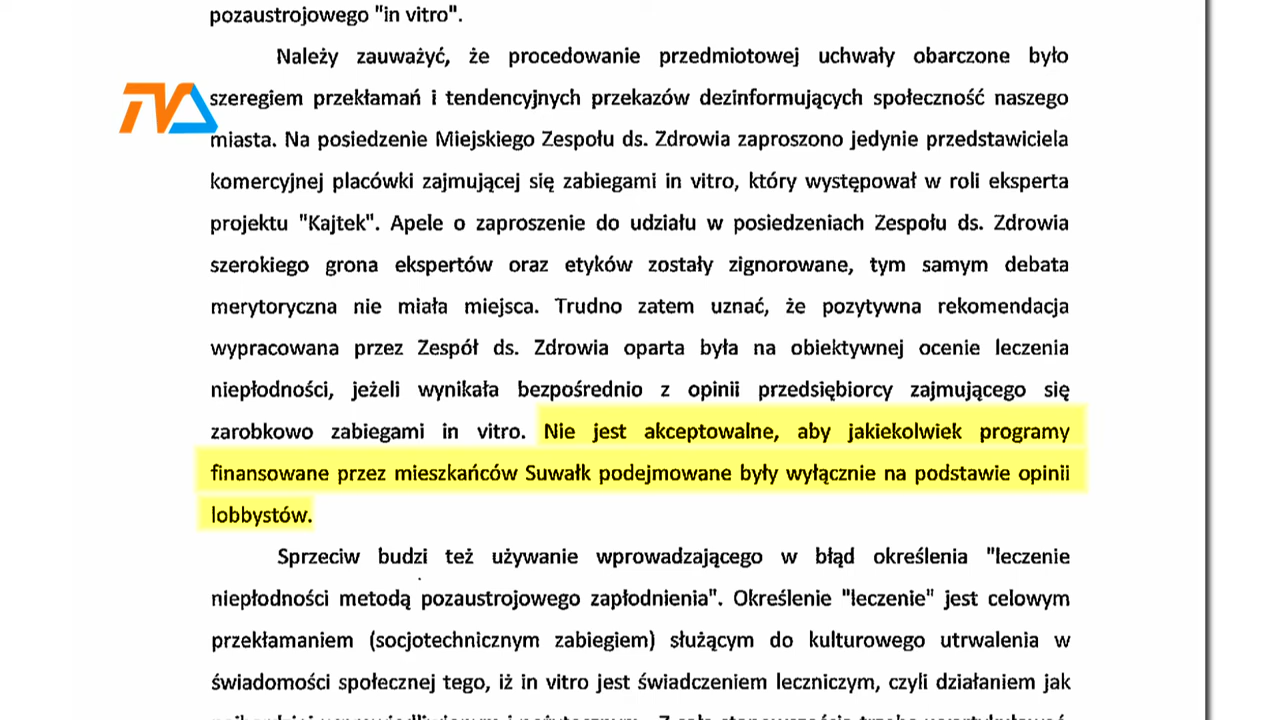 pozaustrojowego "in vitro".
Należy zauważyć, że procedowanie przedmiotowej uchwały obarczone było
szeregiem przekłamań i tendencyjnych przekazów dezinformujących społeczność naszego
miasta. Na posiedzenie Miejskiego Zespołu ds. Zdrowia zaproszono jedynie przedstawiciela
komercyjnej placówki zajmującej się zabiegami in vitro, który występował w roli eksperta
projektu "Kajtek". Apele o zaproszenie do udziału w posiedzeniach Zespołu ds. Zdrowia
szerokiego grona ekspertów oraz etyków zostały zignorowane, tym samym debata
merytoryczna nie miała miejsca. Trudno zatem uznać, że pozytywna rekomendacja
wypracowana przez Zespół ds. Zdrowia oparta była na obiektywnej ocenie leczenia
niepłodności, jeżeli wynikała bezpośrednio z opinii przedsiębiorcy zajmującego się
zarobkowo zabiegami in vitro. Nie jest akceptowalne, aby jakiekolwiek programy
finansowane przez mieszkańców Suwałk podejmowane były wyłącznie na podstawie opinii
lobbystów.
Sprzeciw budzi też używanie wprowadzającego w błąd określenia "leczenie
niepłodności metodą pozaustrojowego zapłodnienia". Określenie "leczenie" jest celowym
przekłamaniem (socjotechnicznym zabiegiem) służącym do kulturowego utrwalenia w
świadomości społecznej tego, iż in vitro jest świadczeniem leczniczym, czyli działaniem jak